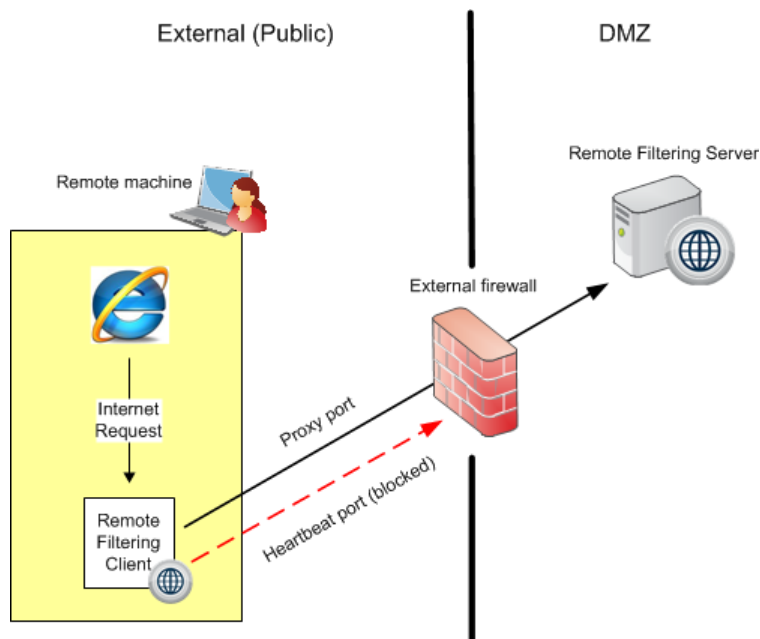 External (Public)
DMZ
Remote machine
Remote Filtering Server
External firewall
Internet
Request
Proxy port
Heartbeat port (blocked)
Remote
Filtering
Client